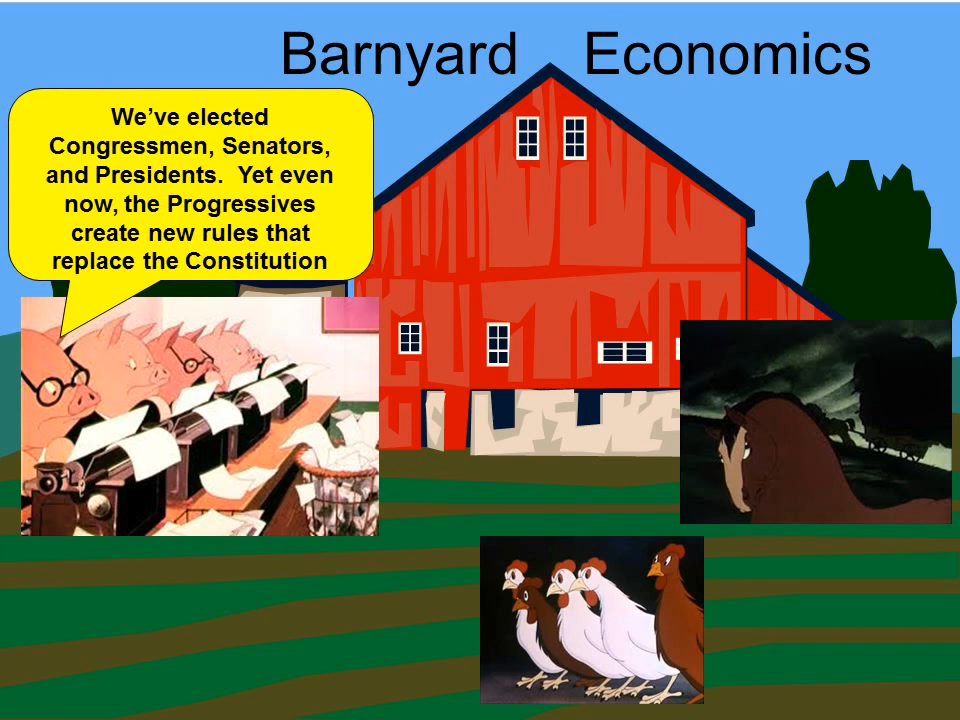 Barnyard Economics
We’ve elected
Congressmen, Senators,
and Presidents. Yet even
now, the Progressives
create new rules that
replace the Constitution